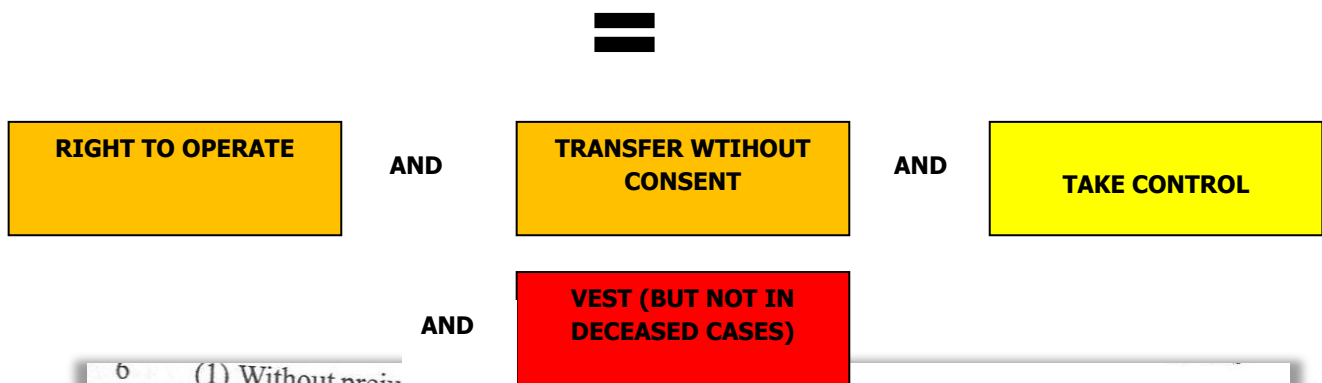 =
RIGHT TO OPERATE
AND
TRANSFER WTIHOUT
CONSENT
AND
TAKE CONTROL
AND
VEST (BUT NOT IN
DECEASED CASES)
6 (1) Without